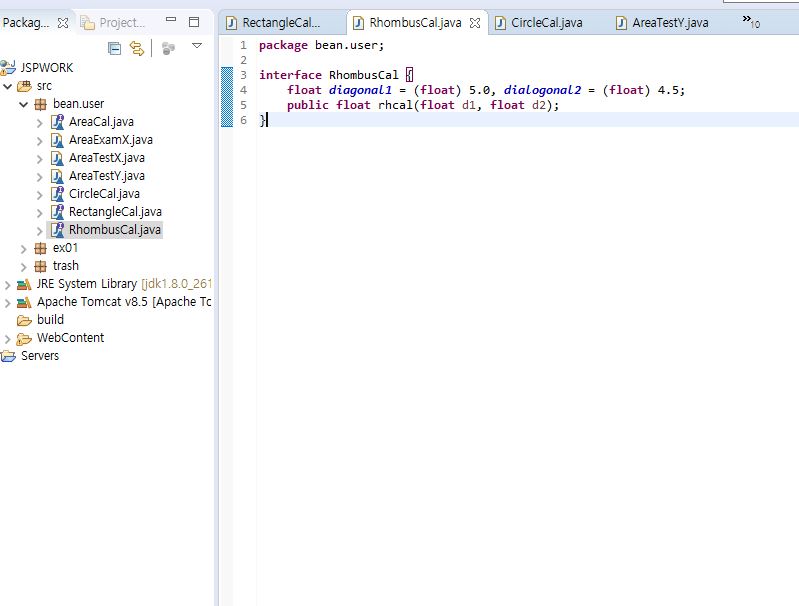 Packag...
Project...
JSPWORK
src
bean.user
AreaCal.java
AreaExamX.java
AreaTestX.java
AreaTestY.java
CircleCal.java
RectangleCal.java
RhombusCal.java
ex01
trash
JRE System Library [jdk1.8.0_261
Apache Tomcat v8.5 [Apache Tc
build
WebContent
Servers
RectangleCal...
RhombusCal.java
CircleCal.java
AreaTestY.java
»10
1 package bean.user;
2
3 interface RhombusCal {
4 float diagonal1 = (float) 5.0, dialogonal2 = (float) 4.5;
5 public float rhcal(float d1, float d2);
6 }